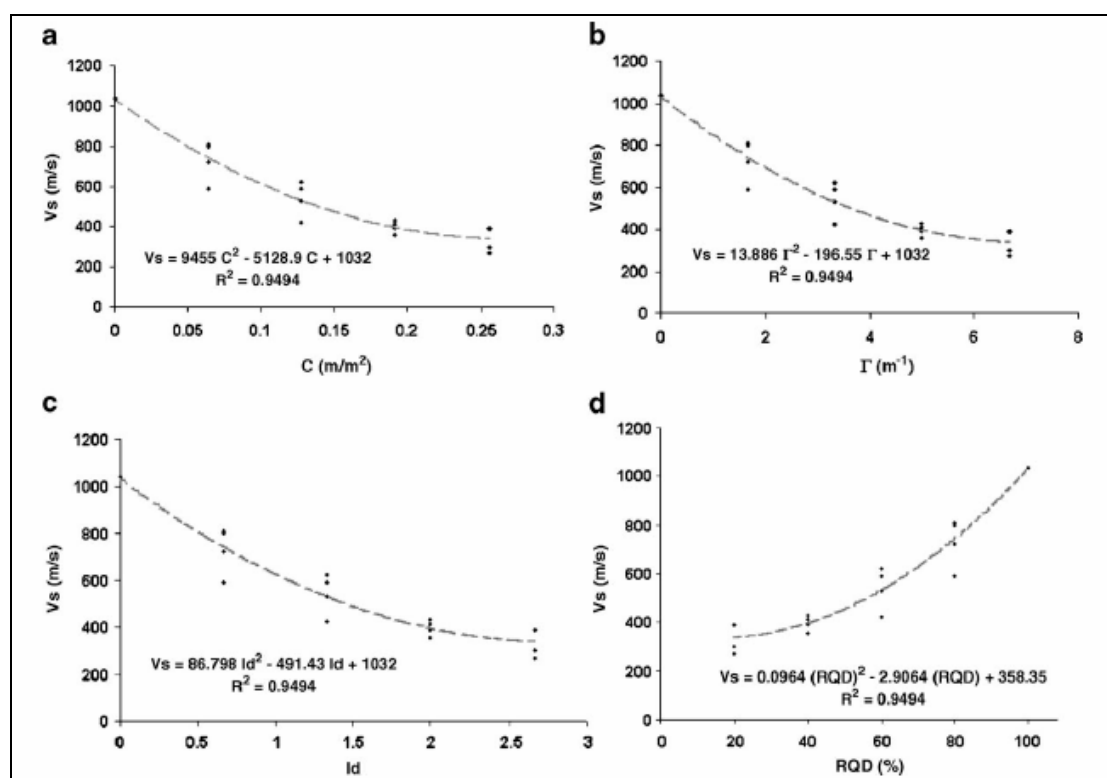 a
1200
1000
800
600
400
200
0
Vs (m/s)
Vs = 9455 C² - 5128.9 C + 1032
R² = 0.9494
0 0.05 0.1 0.15 0.2 0.25 0.3
C (m/m²)
b
1200
1000
800
600
400
200
0
Vs (m/s)
Vs = 13.886 Γ² - 196.55 Γ + 1032
R² = 0.9494
0 2 4 6 8
Γ (m⁻¹)
c
1200
1000
800
600
400
200
0
Vs (m/s)
Vs = 86.798 Id² - 491.43 Id + 1032
R² = 0.9494
0 0.5 1 1.5 2 2.5 3
Id
d
1200
1000
800
600
400
200
0
Vs (m/s)
Vs = 0.0964 (RQD)² - 2.9064 (RQD) + 358.35
R² = 0.9494
20 40 60 80 100
RQD (%)